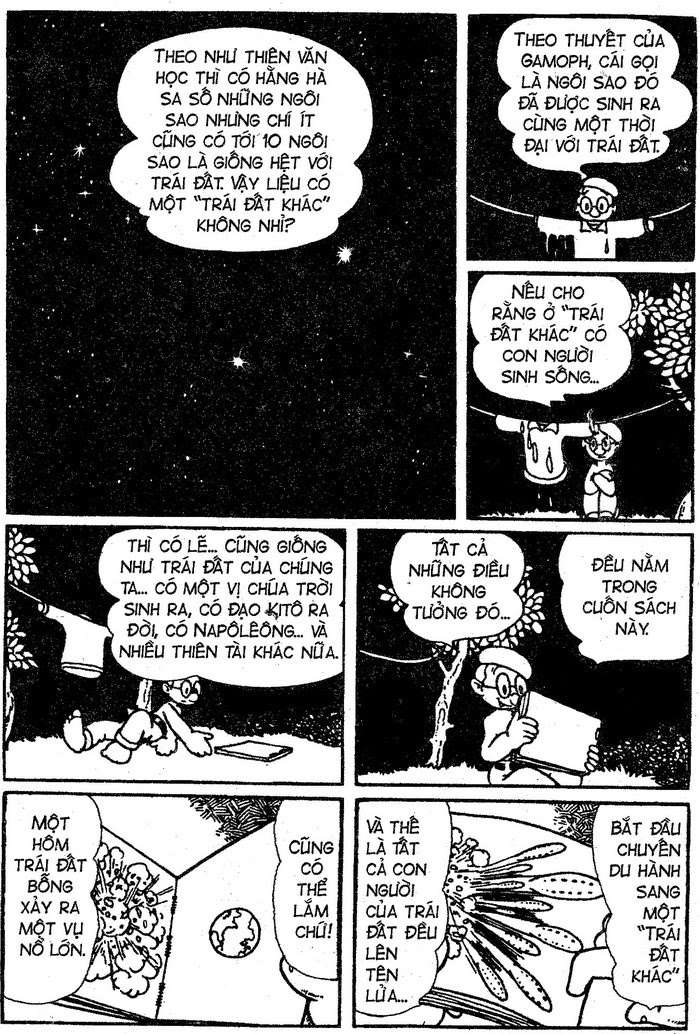 THEO NHƯ THIÊN VĂN
HỌC THÌ CÓ HẰNG HÀ
SA SỐ NHỮNG NGÔI
SAO NHƯNG CHÍ ÍT
CŨNG CÓ TỚI 10 NGÔI
SAO LÀ GIỐNG HỆT VỚI
TRÁI ĐẤT. VẬY LIỆU CÓ
MỘT "TRÁI ĐẤT KHÁC"
KHÔNG NHỈ?
THEO THUYẾT CỦA
GAMOPH, CÁI GỌI
LÀ NGÔI SAO ĐÓ
ĐÃ ĐƯỢC SINH RA
CÙNG MỘT THỜI
ĐẠI VỚI TRÁI ĐẤT.
NẾU CHO
RẰNG Ở "TRÁI
ĐẤT KHÁC" CÓ
CON NGƯỜI
SINH SỐNG...
THÌ CÓ LẼ... CŨNG GIỐNG
NHƯ TRÁI ĐẤT CỦA CHÚNG
TA... CÓ MỘT VỊ CHÚA TRỜI
SINH RA, CÓ ĐẠO KITÔ RA
ĐỜI, CÓ NAPÔLÊÔNG... VÀ
NHIỀU THIÊN TÀI KHÁC NỮA.
TẤT CẢ
NHỮNG ĐIỀU
KHÔNG
TƯỞNG ĐÓ...
ĐỀU NẰM
TRONG
CUỐN SÁCH
NÀY.
MỘT
HÔM
TRÁI ĐẤT
BỖNG
XẢY RA
MỘT VỤ
NỔ LỚN.
CŨNG
CÓ
THỂ
LẮM
CHỨ!
VÀ THẾ
LÀ TẤT
CẢ CON
NGƯỜI
CỦA TRÁI
ĐẤT ĐỀU
LÊN
TÊN
LỬA...
BẮT ĐẦU
CHUYẾN
DU HÀNH
SANG
MỘT
"TRÁI
ĐẤT
KHÁC"